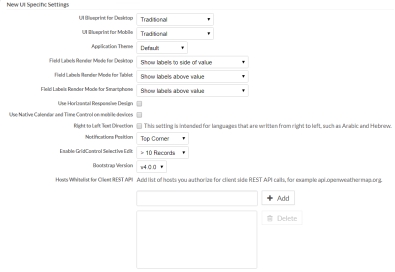 New UI Specific Settings
UI Blueprint for Desktop Traditional
UI Blueprint for Mobile Traditional
Application Theme Default
Field Labels Render Mode for Desktop Show labels to side of value
Field Labels Render Mode for Tablet Show labels above value
Field Labels Render Mode for Smartphone Show labels above value
Use Horizontal Responsive Design
Use Native Calendar and Time Control on mobile devices
Right to Left Text Direction This setting is intended for languages that are written from right to left, such as Arabic and Hebrew.
Notifications Position Top Corner
Enable GridControl Selective Edit > 10 Records
Bootstrap Version v4.0.0
Hosts Whitelist for Client REST API Add list of hosts you authorize for client side REST API calls, for example api.openweathermap.org.
+ Add
Delete